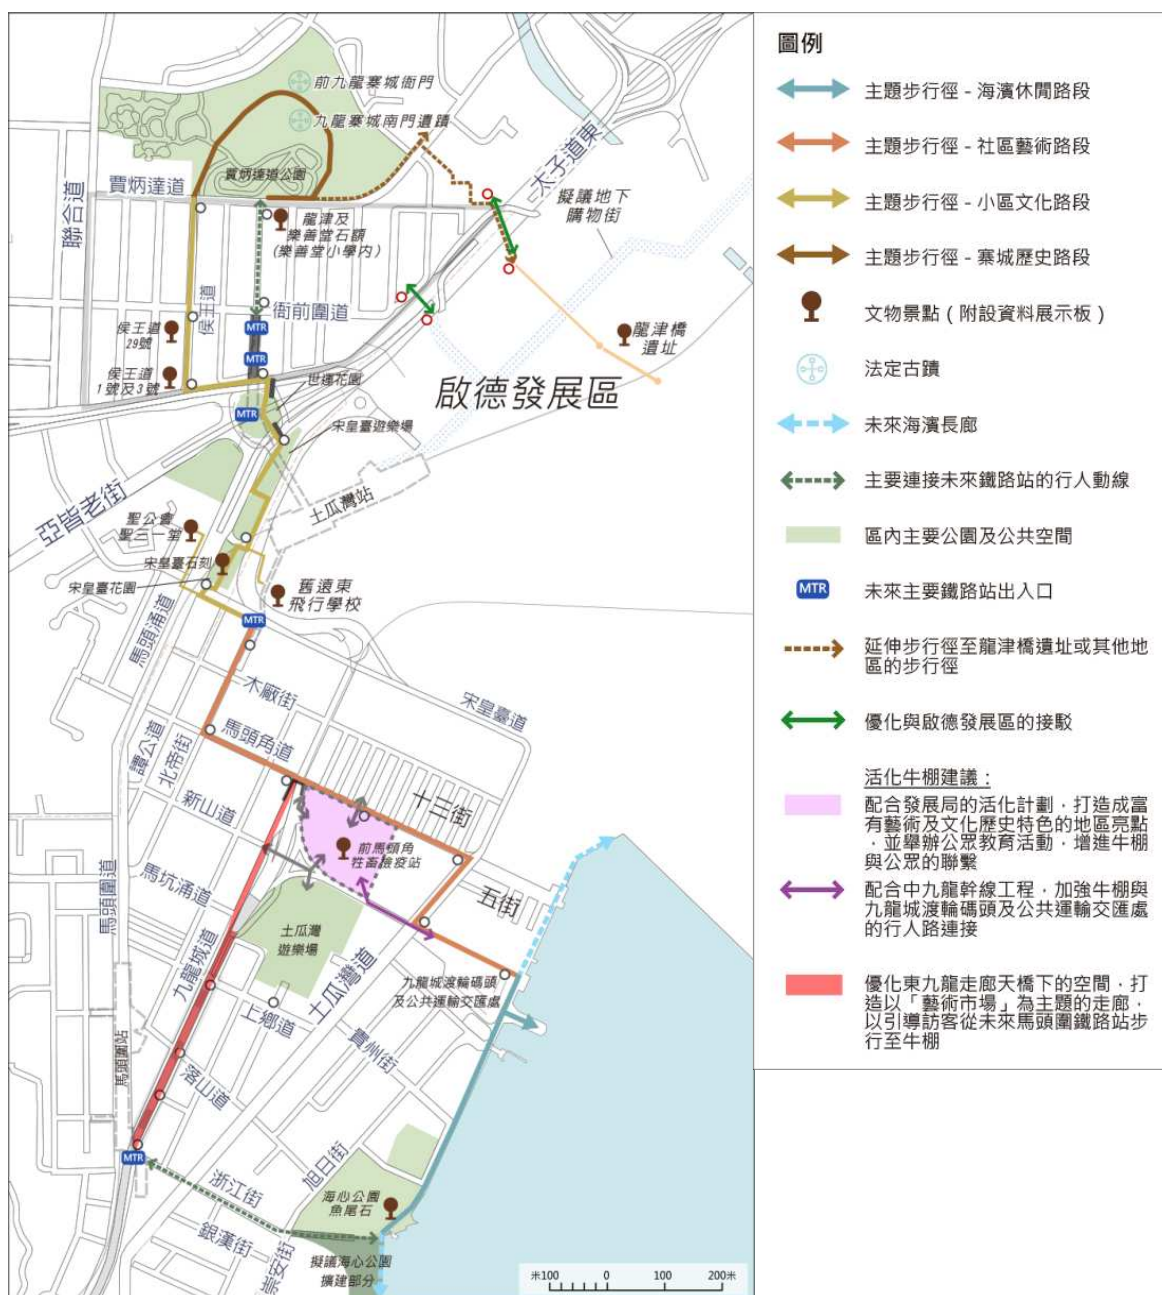 前九龍寨城衙門
九龍寨城南門遺蹟
賈炳達道公園
賈炳達道
聯合道
太子道東
擬議地下
購物街
龍津及
樂善堂石額
(樂善堂小學內)
侯王道
衙前圍道
侯王道
29號
MTR
MTR
侯王道
1號及3號
龍津橋
遺址
啟德發展區
世運花園
MTR
宋皇臺遊樂場
亞皆老街
土瓜灣站
聖公會
聖三一堂
宋皇臺石刻
宋皇臺花園
舊遠東
飛行學校
MTR
馬頭涌道
木廠街
宋皇臺道
馬頭角道
譚公道
北帝街
新山道
十三街
前馬頭角
牲畜檢疫站
馬坑涌道
五街
馬頭圍道
土瓜灣
遊樂場
九龍城道
土瓜灣道
九龍城渡輪碼頭
及公共運輸交匯處
上鄉道
貴州街
馬頭圍站
落山道
MTR
旭日街
浙江街
海心公園
魚尾石
銀漢街
崇安街
擬議海心公園
擴建部分
米100 0 100 200米
圖例
主題步行徑 - 海濱休閒路段
主題步行徑 - 社區藝術路段
主題步行徑 - 小區文化路段
主題步行徑 - 寨城歷史路段
文物景點（附設資料展示板）
法定古蹟
未來海濱長廊
主要連接未來鐵路站的行人動線
區內主要公園及公共空間
MTR 未來主要鐵路站出入口
延伸步行徑至龍津橋遺址或其他地
區的步行徑
優化與啟德發展區的接駁
活化牛棚建議：
配合發展局的活化計劃，打造成富
有藝術及文化歷史特色的地區亮點
，並舉辦公眾教育活動，增進牛棚
與公眾的聯繫
配合中九龍幹線工程，加強牛棚與
九龍城渡輪碼頭及公共運輸交匯處
的行人路連接
優化東九龍走廊天橋下的空間，打
造以「藝術市場」為主題的走廊，
以引導訪客從未來馬頭圍鐵路站步
行至牛棚